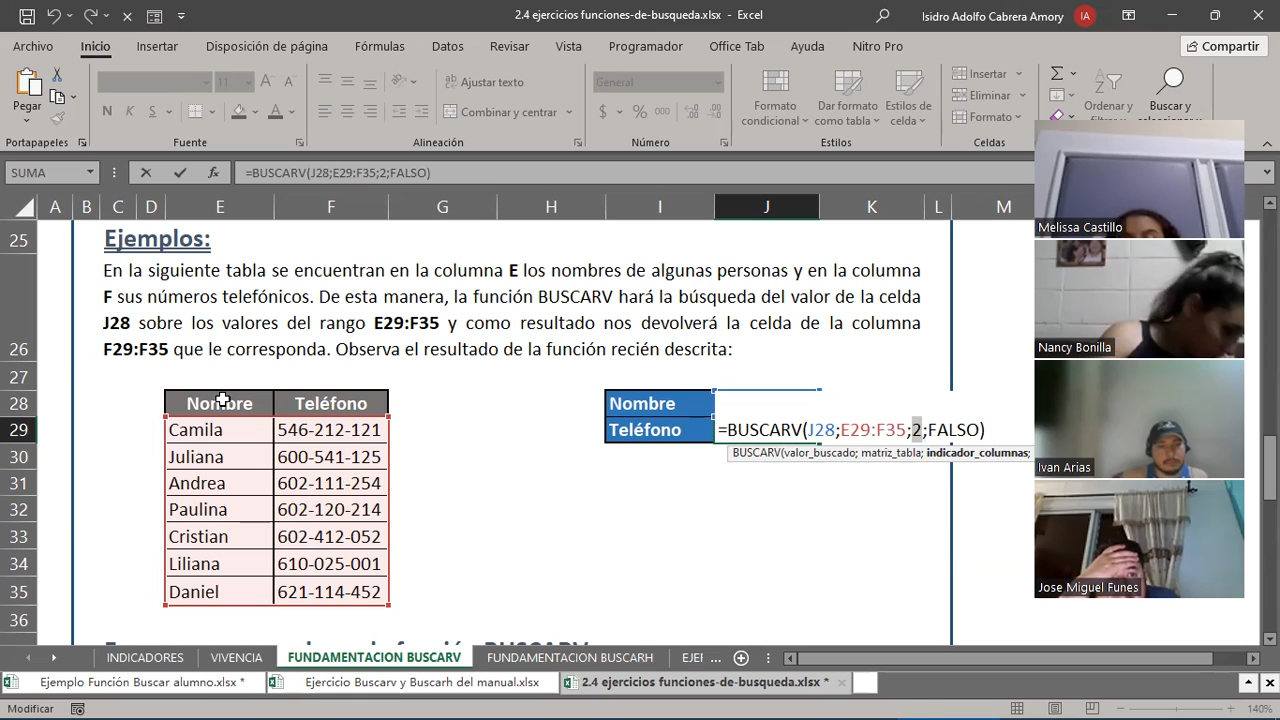 2.4 ejercicios funciones-de-busqueda.xlsx - Excel
Isidro Adolfo Cabrera Amory
IA
Archivo Inicio Insertar Disposición de página Fórmulas Datos Revisar Vista Programador Office Tab Ayuda Nitro Pro
Compartir
Pegar
11
Ajustar texto
Combinar y centrar
General
Formato condicional
Dar formato como tabla
Estilos de celda
Insertar
Eliminar
Formato
Ordenar y
Buscar y
Portapapeles Fuente Alineación Número Estilos Celdas
SUMA =BUSCARV(J28;E29:F35;2;FALSO)
A B C D E F G H I J K L M
25 Ejemplos:
En la siguiente tabla se encuentran en la columna E los nombres de algunas personas y en la columna
F sus números telefónicos. De esta manera, la función BUSCARV hará la búsqueda del valor de la celda
J28 sobre los valores del rango E29:F35 y como resultado nos devolverá la celda de la columna
26 F29:F35 que le corresponda. Observa el resultado de la función recién descrita:
27
28 Nombre Teléfono Nombre
29 Camila 546-212-121 Teléfono =BUSCARV(J28;E29:F35;2;FALSO)
BUSCARV(valor_buscado; matriz_tabla; indicador_columnas;
30 Juliana 600-541-125
31 Andrea 602-111-254
32 Paulina 602-120-214
33 Cristian 602-412-052
34 Liliana 610-025-001
35 Daniel 621-114-452
36
Melissa Castillo
Nancy Bonilla
Ivan Arias
Jose Miguel Funes
INDICADORES VIVENCIA FUNDAMENTACION BUSCARV FUNDAMENTACION BUSCARH EJEF ...
Ejemplo Función Buscar alumno.xlsx * Ejercicio Buscarv y Buscarh del manual.xlsx 2.4 ejercicios funciones-de-busqueda.xlsx *
Modificar
140%